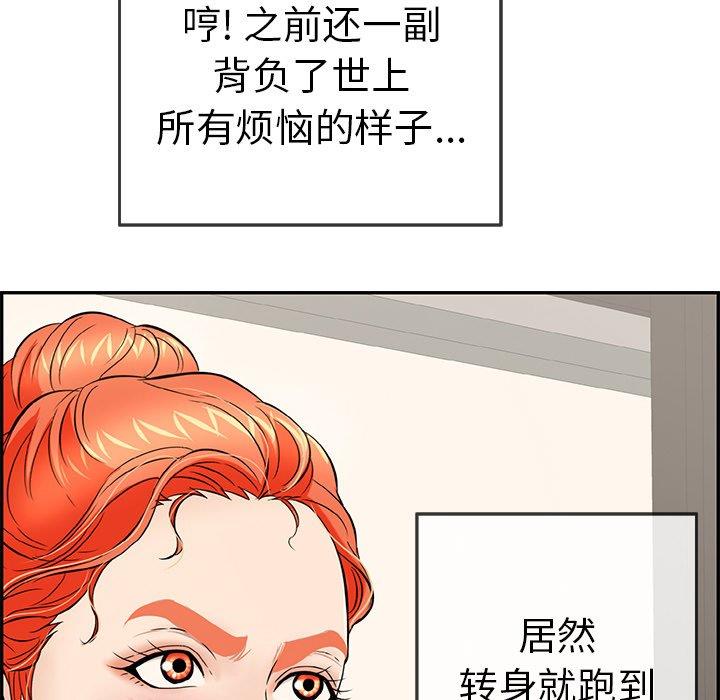 哼! 之前还一副
背负了世上
所有烦恼的样子...
居然
转身就跑到